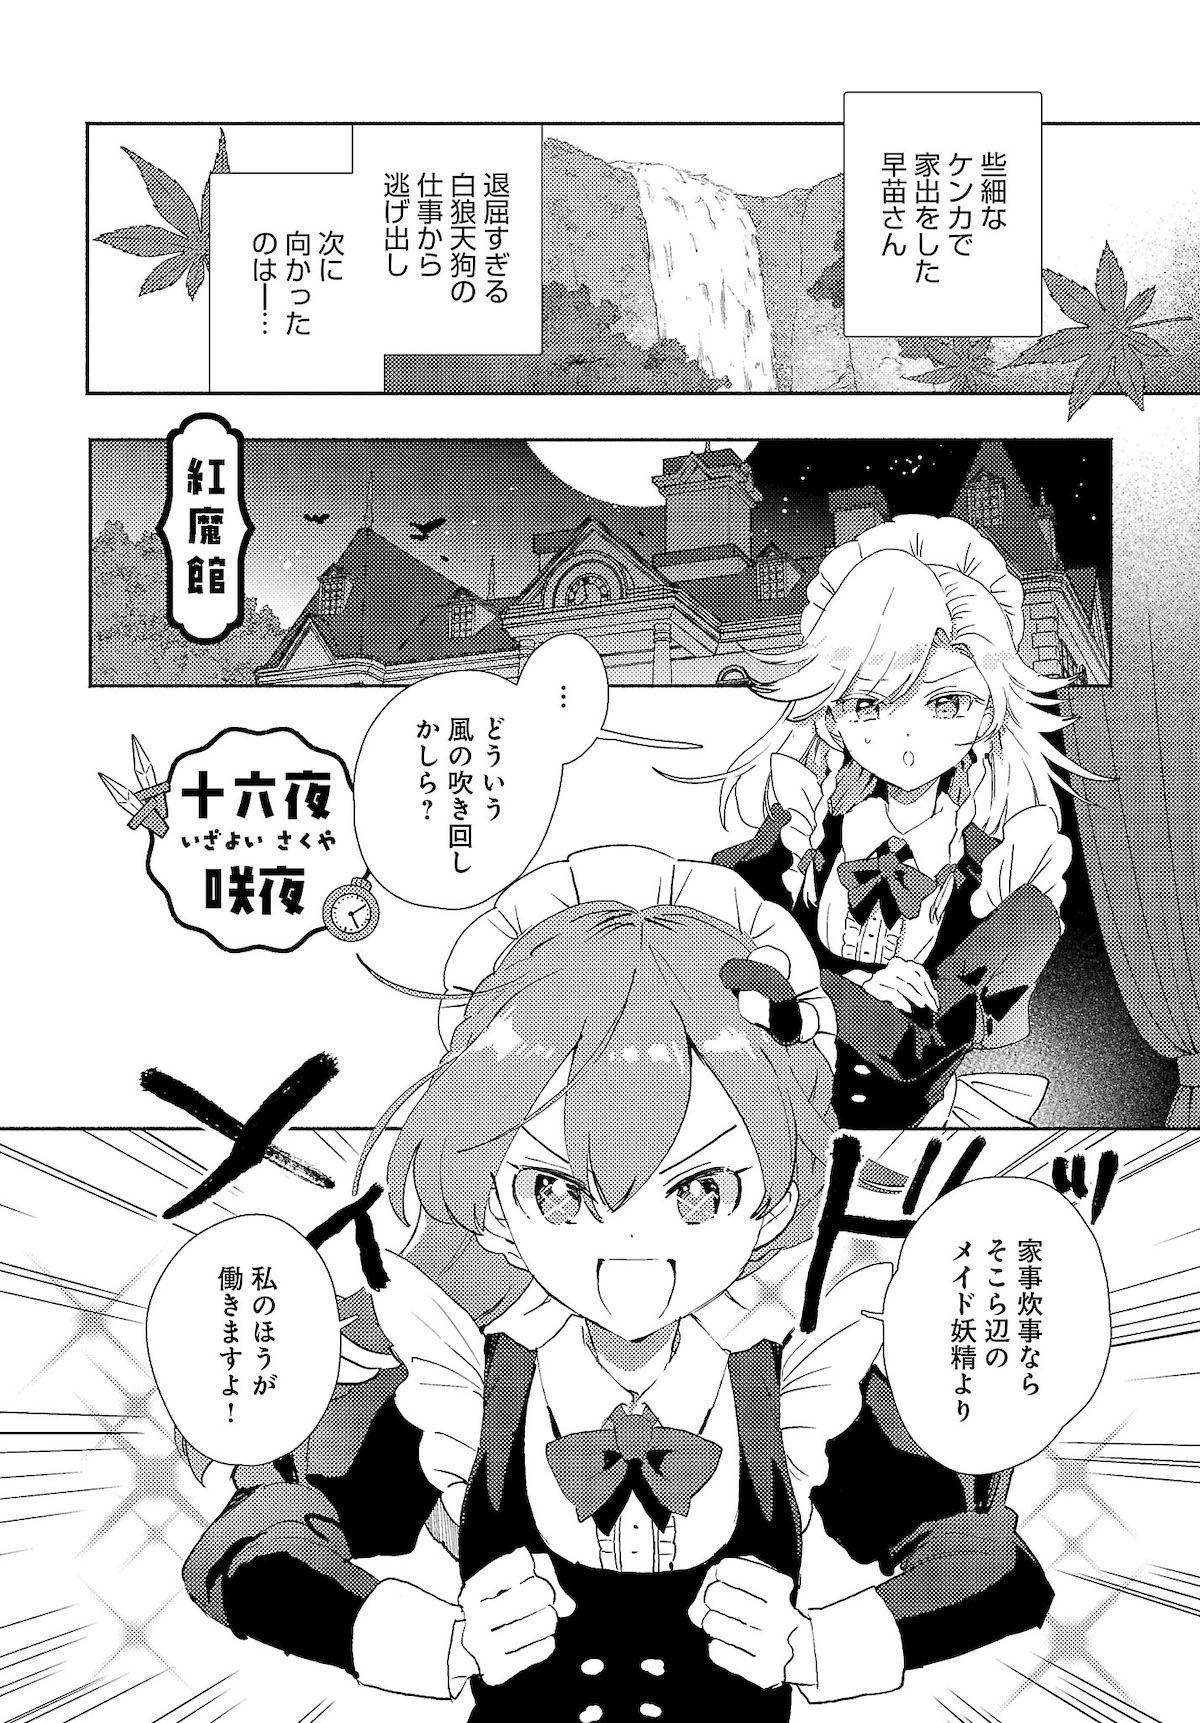 些細な
ケンカで
家出をした
早苗さん
退屈すぎる
白狼天狗の
仕事から
逃げ出し
次に
向かった
のは──…
紅魔館
…
どういう
風の吹き回し
かしら？
十六夜
いざよい さくや
咲夜
メイドビッ
家事炊事なら
そこら辺の
メイド妖精より
私のほうが
働きますよ！